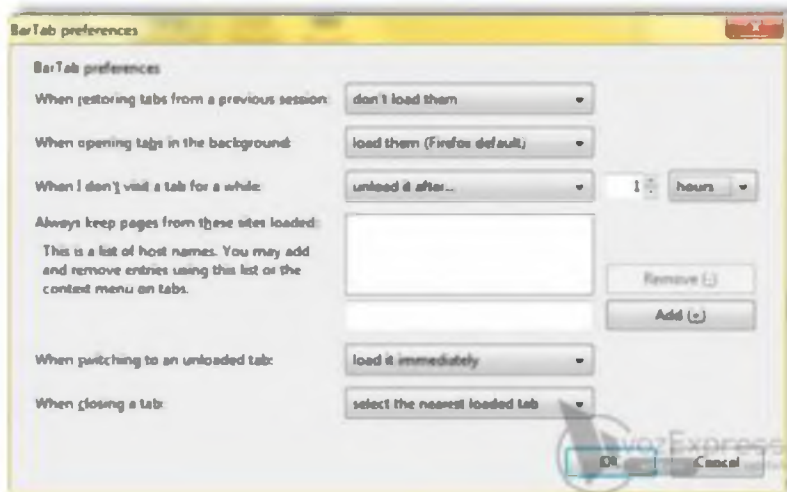 BarTab preferences
BarTab preferences
When restoring tabs from a previous session: don't load them
When opening tabs in the background: load them (Firefox default)
When I don't visit a tab for a while: unload it after... 1 hours
Always keep pages from these sites loaded:
This is a list of host names. You may add
and remove entries using this list or the
context menu on tabs.
Remove (-)
Add (+)
When switching to an unloaded tab: load it immediately
When closing a tab: select the nearest loaded tab
OK Cancel